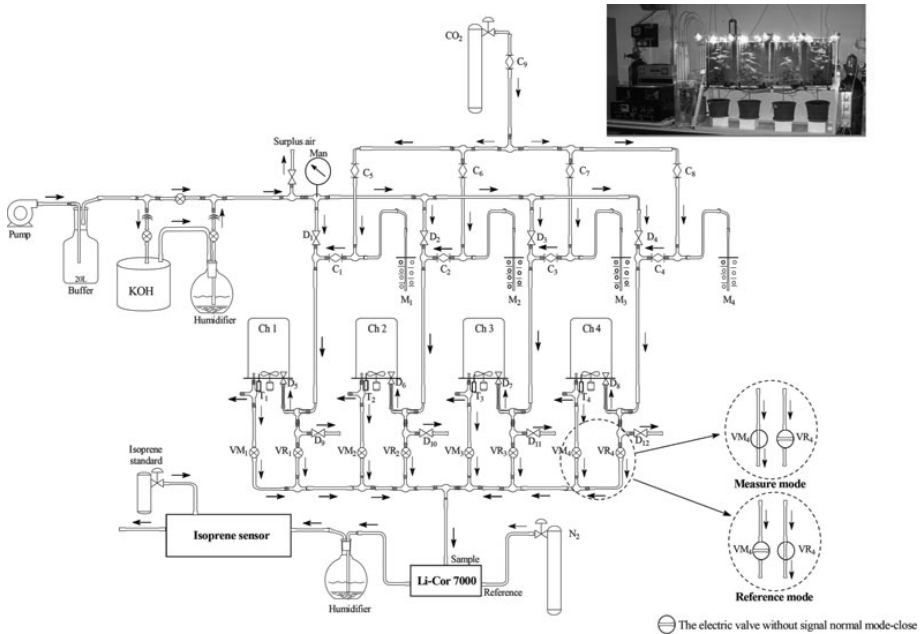 CO2
C9
Surplus air
Man
C5
C6
C7
C8
Pump
20L
Buffer
KOH
Humidifier
D1
D2
D3
D4
C1
C2
C3
C4
M1
M2
M3
M4
Ch 1
Ch 2
Ch 3
Ch 4
T1
D5
T2
D6
T3
D7
T4
D8
D9
D10
D11
D12
VM1
VR1
VM2
VR2
VM3
VR3
VM4
VR4
VM4
VR4
Measure mode
Isoprene
standard
Isoprene sensor
N2
Sample
Li-Cor 7000
Reference
Humidifier
VM4
VR4
Reference mode
The electric valve without signal normal mode-close